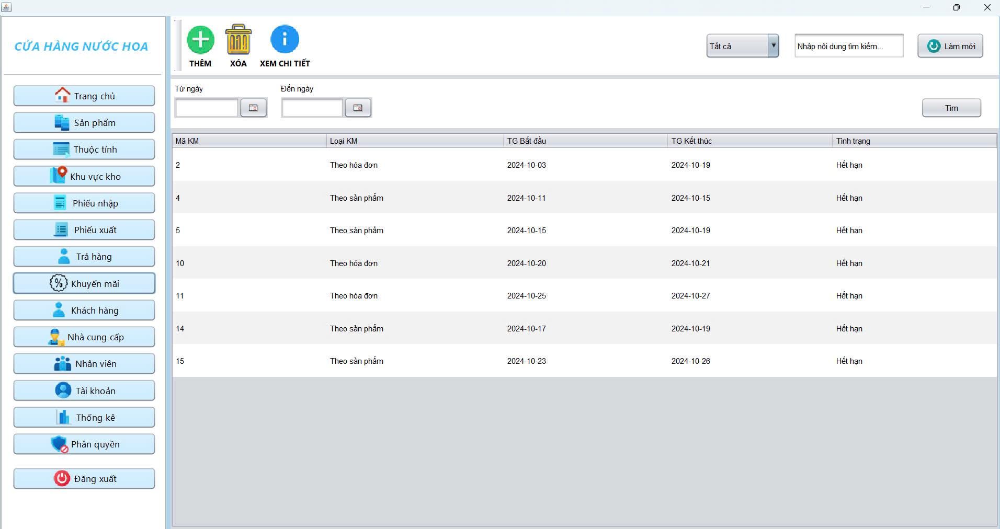 CỬA HÀNG NƯỚC HOA
Trang chủ
Sản phẩm
Thuộc tính
Khu vực kho
Phiếu nhập
Phiếu xuất
Trả hàng
Khuyến mãi
Khách hàng
Nhà cung cấp
Nhân viên
Tài khoản
Thống kê
Phân quyền
Đăng xuất
THÊM XÓA XEM CHI TIẾT
Tất cả Nhập nội dung tìm kiếm... Làm mới
Từ ngày Đến ngày
Tìm
Mã KM Loại KM TG Bắt đầu TG Kết thúc Tình trạng
2 Theo hóa đơn 2024-10-03 2024-10-19 Hết hạn
4 Theo sản phẩm 2024-10-11 2024-10-15 Hết hạn
5 Theo sản phẩm 2024-10-15 2024-10-19 Hết hạn
10 Theo hóa đơn 2024-10-20 2024-10-21 Hết hạn
11 Theo hóa đơn 2024-10-25 2024-10-27 Hết hạn
14 Theo sản phẩm 2024-10-17 2024-10-19 Hết hạn
15 Theo sản phẩm 2024-10-23 2024-10-26 Hết hạn